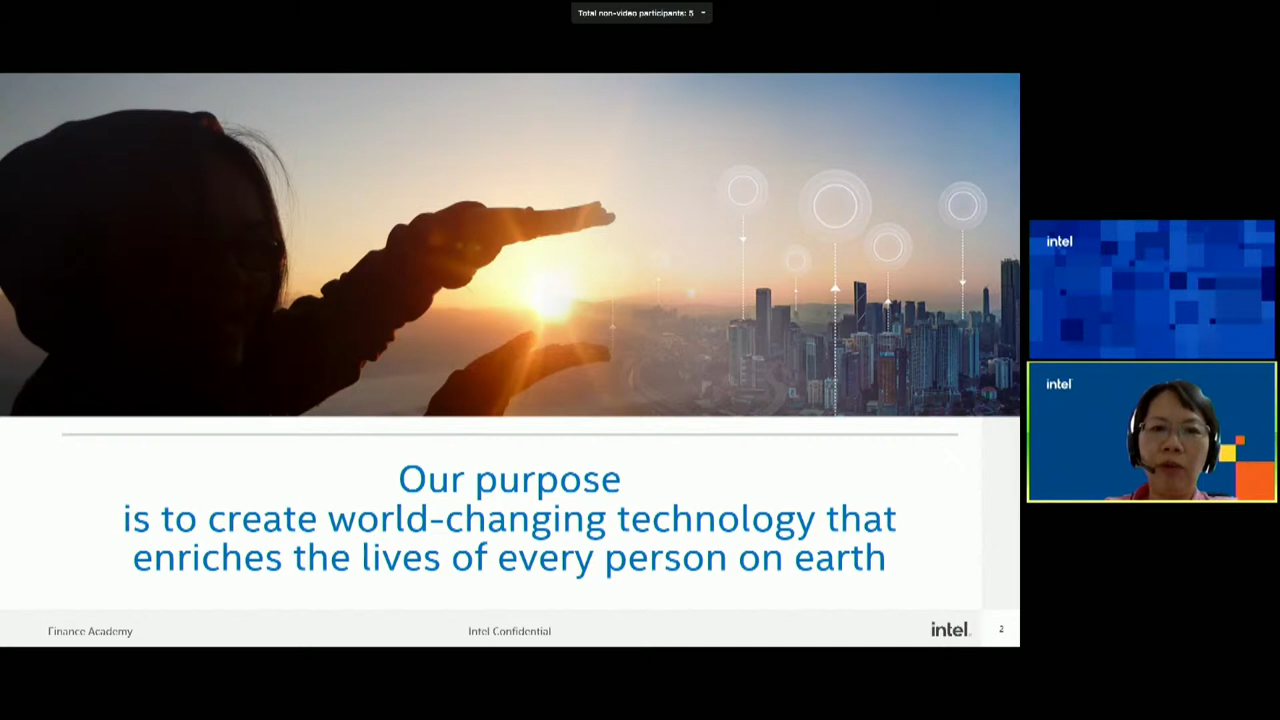 Total non-video participants: 5
intel
intel
Our purpose
is to create world-changing technology that
enriches the lives of every person on earth
Finance Academy
Intel Confidential
intel.
2